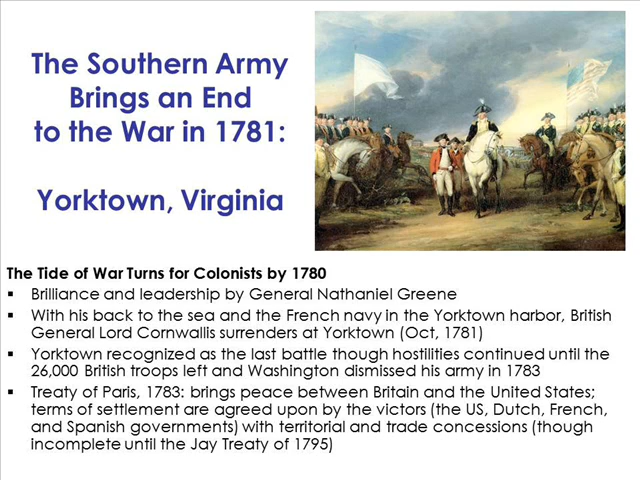 The Southern Army
Brings an End
to the War in 1781:
Yorktown, Virginia
The Tide of War Turns for Colonists by 1780
▪ Brilliance and leadership by General Nathaniel Greene
▪ With his back to the sea and the French navy in the Yorktown harbor, British
General Lord Cornwallis surrenders at Yorktown (Oct, 1781)
▪ Yorktown recognized as the last battle though hostilities continued until the
26,000 British troops left and Washington dismissed his army in 1783
▪ Treaty of Paris, 1783: brings peace between Britain and the United States;
terms of settlement are agreed upon by the victors (the US, Dutch, French,
and Spanish governments) with territorial and trade concessions (though
incomplete until the Jay Treaty of 1795)